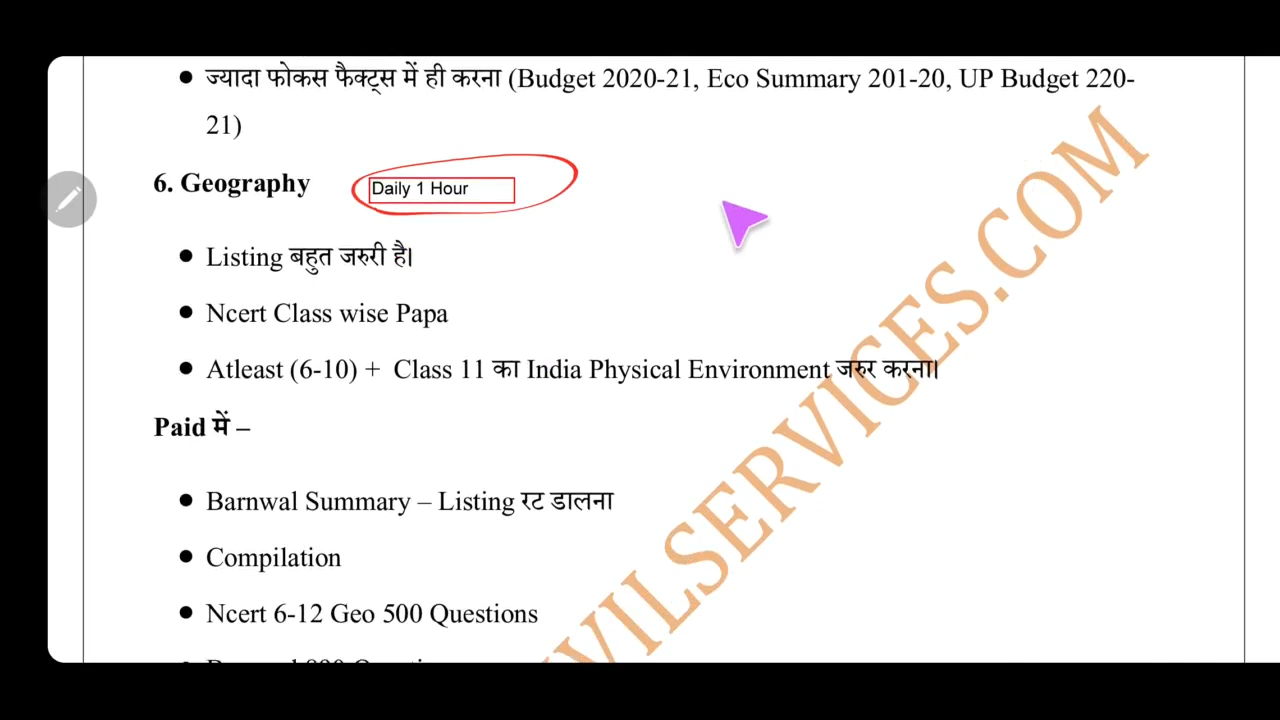 ज्यादा फोकस फैक्ट्स में ही करना (Budget 2020-21, Eco Summary 201-20, UP Budget 220-
21)
6. Geography
Daily 1 Hour
Listing बहुत जरुरी है।
Ncert Class wise Papa
Atleast (6-10) + Class 11 का India Physical Environment जरुर करना।
Paid में –
Barnwal Summary – Listing रट डालना
Compilation
Ncert 6-12 Geo 500 Questions
VILSERVICES.COM